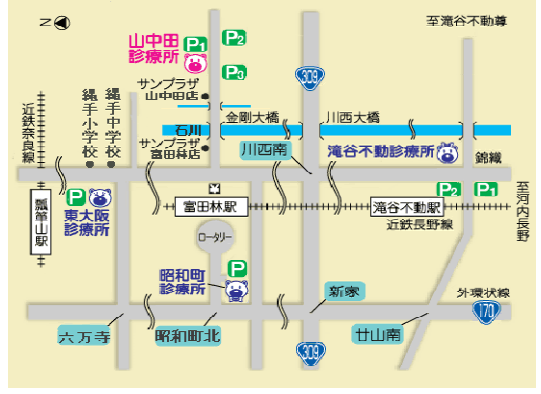 N
至滝谷不動尊
山中田
診療所
P1
P2
P3
309
サンプラザ
山中田店
近鉄奈良線
縄手小学校
縄手中学校
石川
金剛大橋
川西大橋
サンプラザ
富田林店
川西南
滝谷不動診療所
錦織
P
東大阪
診療所
瓢箪山駅
富田林駅
滝谷不動駅
P2
P1
近鉄長野線
至河内長野
ロータリー
昭和町
診療所
P
新家
外環状線
170
六万寺
昭和町北
309
廿山南